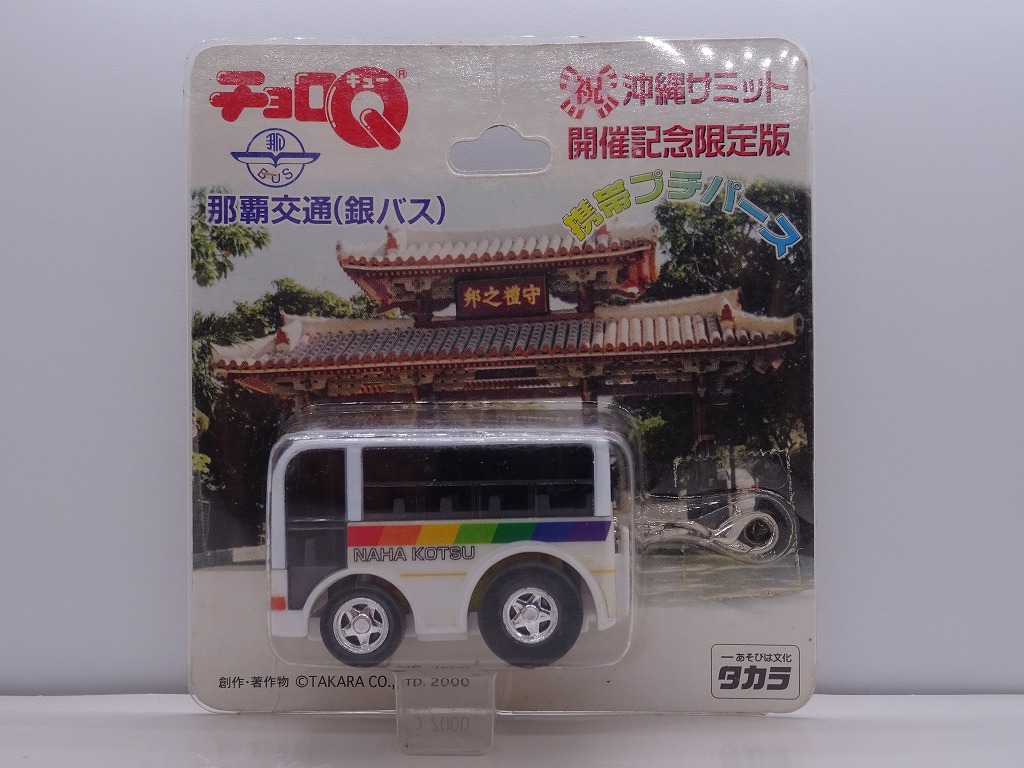 チョロQ®
キュー
那
BUS
那覇交通(銀バス)
祝 沖縄サミット
開催記念限定版
携帯プチパース
守禮之邦
NAHA KOTSU
創作・著作物 ©TAKARA CO., LTD. 2000
あそびは文化
タカラ